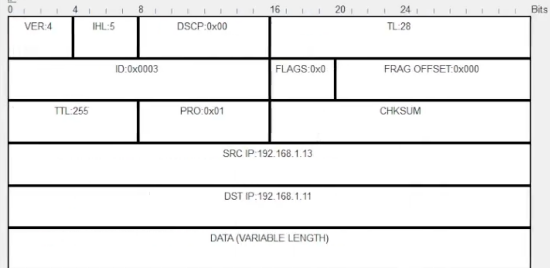 0 4 8 16 20 24 Bits
VER:4 IHL:5 DSCP:0x00 TL:28
ID:0x0003 FLAGS:0x0 FRAG OFFSET:0x000
TTL:255 PRO:0x01 CHKSUM
SRC IP:192.168.1.13
DST IP:192.168.1.11
DATA (VARIABLE LENGTH)